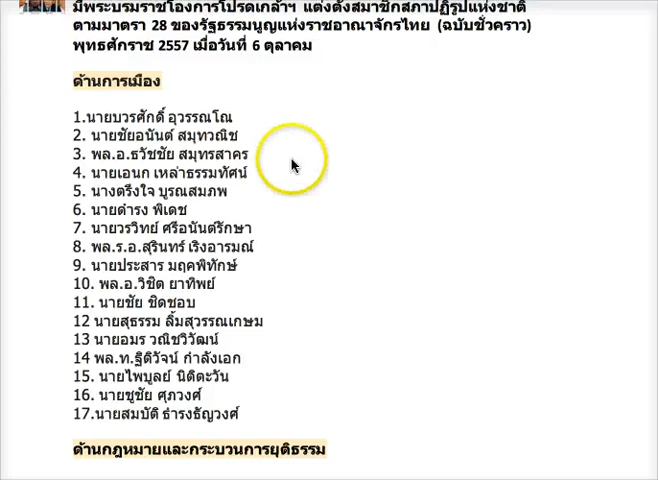 มีพระบรมราชโองการโปรดเกล้าฯ แต่งตั้งสมาชิกสภาปฏิรูปแห่งชาติ
ตามมาตรา 28 ของรัฐธรรมนูญแห่งราชอาณาจักรไทย (ฉบับชั่วคราว)
พุทธศักราช 2557 เมื่อวันที่ 6 ตุลาคม
ด้านการเมือง
1.นายบวรศักดิ์ อุวรรณโณ
2. นายชัยอนันต์ สมุทวณิช
3. พล.อ.ธวัชชัย สมุทรสาคร
4. นายเอนก เหล่าธรรมทัศน์
5. นางตรึงใจ บูรณสมภพ
6. นายดำรง พิเดช
7. นายวรวิทย์ ศรีอนันต์รักษา
8. พล.ร.อ.สุรินทร์ เริงอารมณ์
9. นายประสาร มฤคพิทักษ์
10. พล.อ.วิชิต ยาทิพย์
11. นายชัย ชิดชอบ
12 นายสุธรรม ลิ้มสุวรรณเกษม
13 นายอมร วณิชวิวัฒน์
14 พล.ท.ฐิติวัจน์ กำลังเอก
15. นายไพบูลย์ นิติตะวัน
16. นายชูชัย ศุภวงศ์
17.นายสมบัติ ธำรงธัญวงศ์
ด้านกฎหมายและกระบวนการยุติธรรม